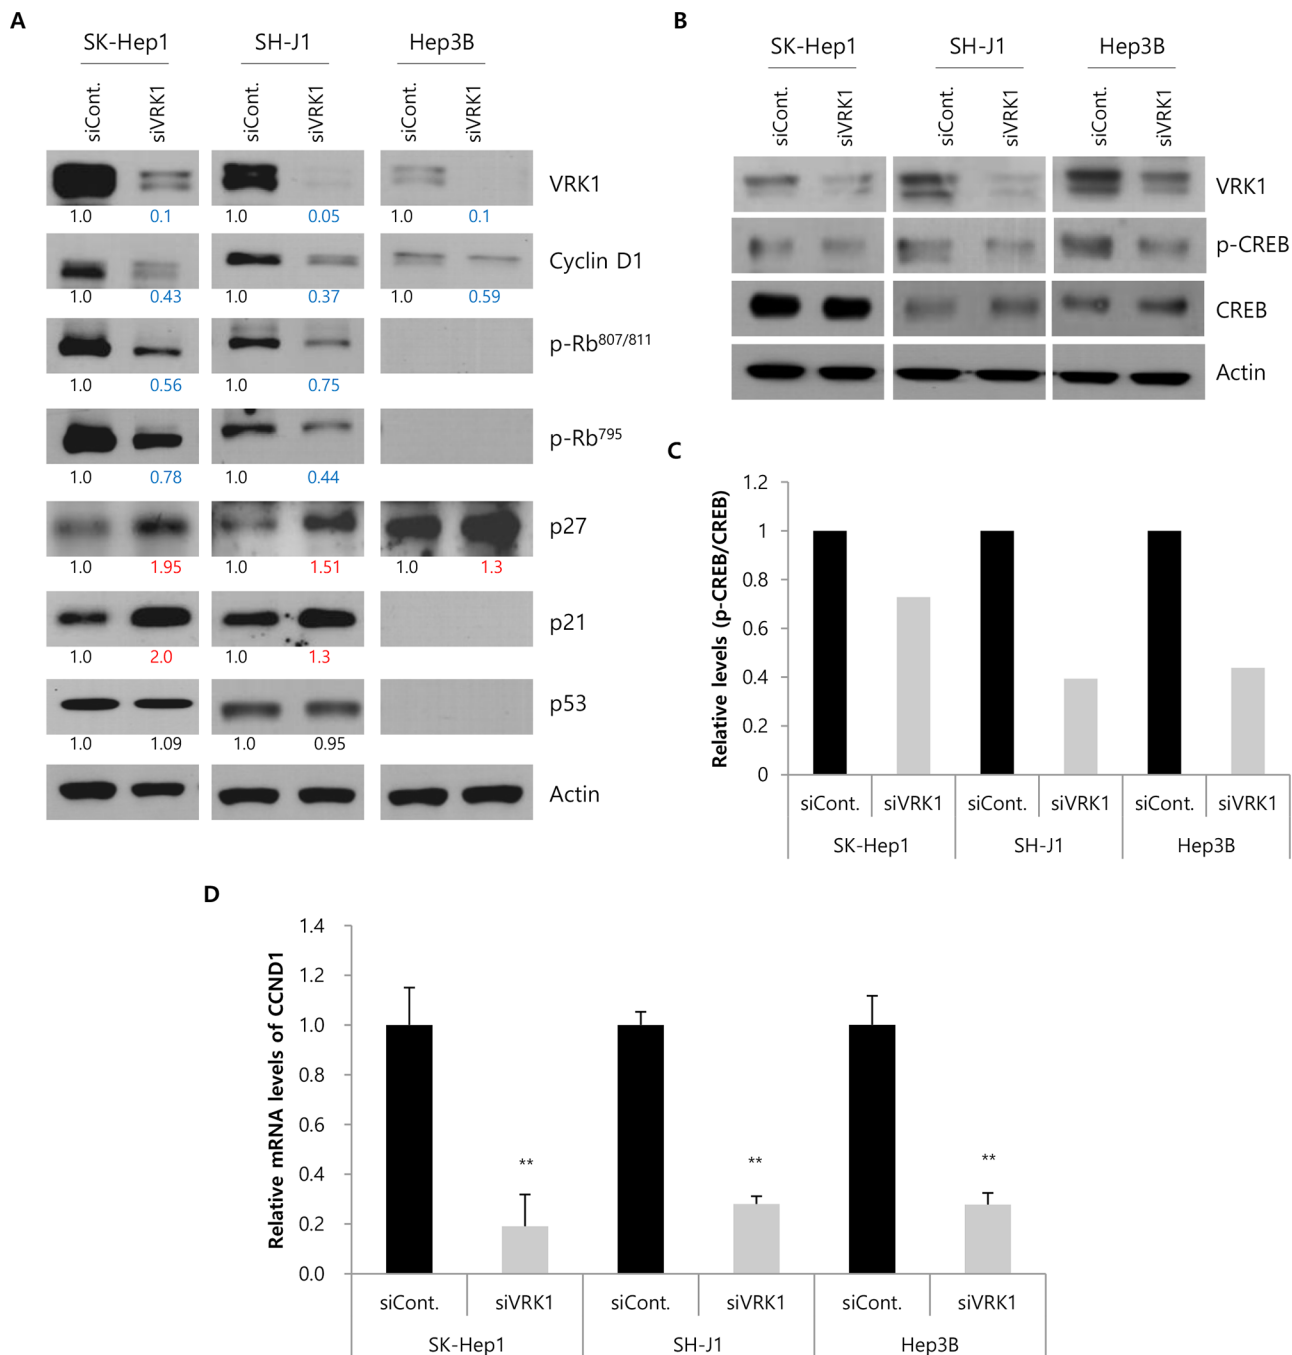 A
SK-Hep1 SH-J1 Hep3B
siCont. siVRK1 siCont. siVRK1 siCont. siVRK1
VRK1
1.0 0.1 1.0 0.05 1.0 0.1
Cyclin D1
1.0 0.43 1.0 0.37 1.0 0.59
p-Rb807/811
1.0 0.56 1.0 0.75
p-Rb795
1.0 0.78 1.0 0.44
p27
1.0 1.95 1.0 1.51 1.0 1.3
p21
1.0 2.0 1.0 1.3
p53
1.0 1.09 1.0 0.95
Actin
B
SK-Hep1 SH-J1 Hep3B
siCont. siVRK1 siCont. siVRK1 siCont. siVRK1
VRK1
p-CREB
CREB
Actin
C
Relative levels (p-CREB/CREB)
1.2
1
0.8
0.6
0.4
0.2
0
siCont. siVRK1 siCont. siVRK1 siCont. siVRK1
SK-Hep1 SH-J1 Hep3B
D
Relative mRNA levels of CCND1
1.4
1.2
1.0
0.8
0.6
0.4
0.2
0.0
** ** **
siCont. siVRK1 siCont. siVRK1 siCont. siVRK1
SK-Hep1 SH-J1 Hep3B